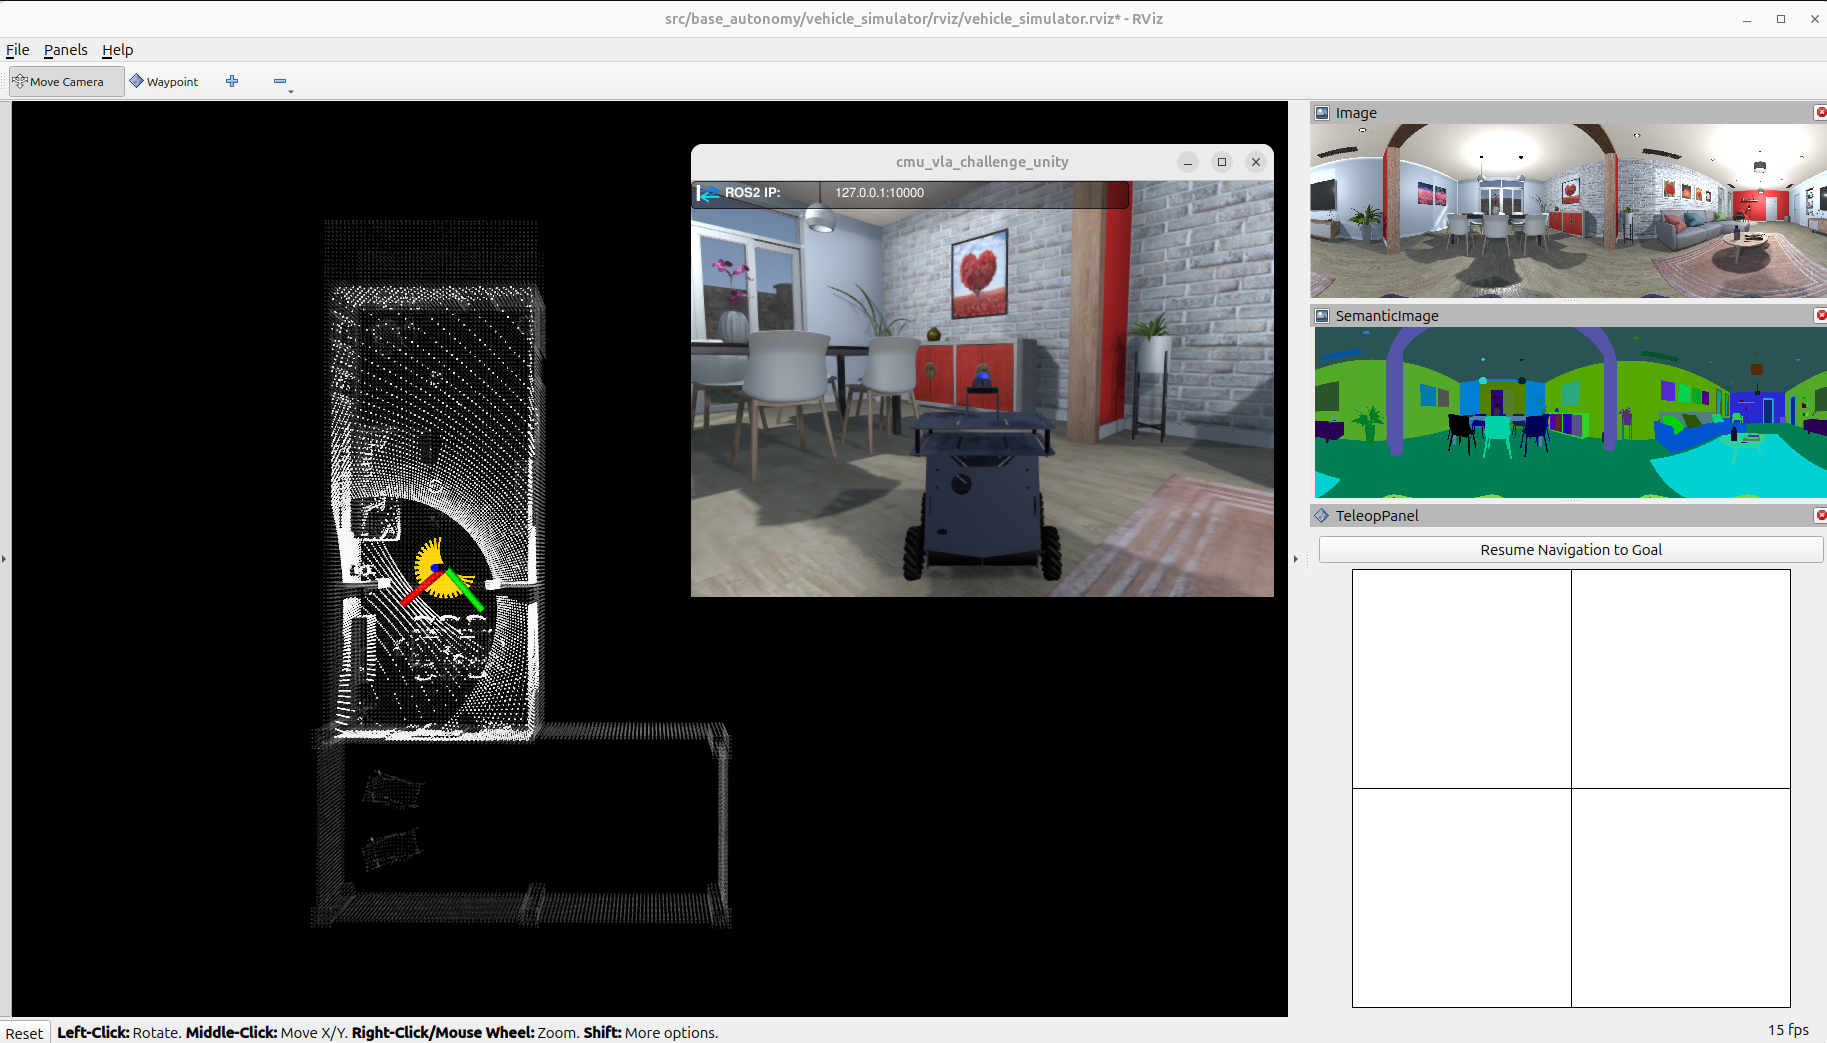 src/base_autonomy/vehicle_simulator/rviz/vehicle_simulator.rviz* - RViz
File Panels Help
Move Camera Waypoint
cmu_vla_challenge_unity
ROS2 IP: 127.0.0.1:10000
Image
SemanticImage
TeleopPanel
Resume Navigation to Goal
Reset Left-Click: Rotate. Middle-Click: Move X/Y. Right-Click/Mouse Wheel: Zoom. Shift: More options. 15 fps